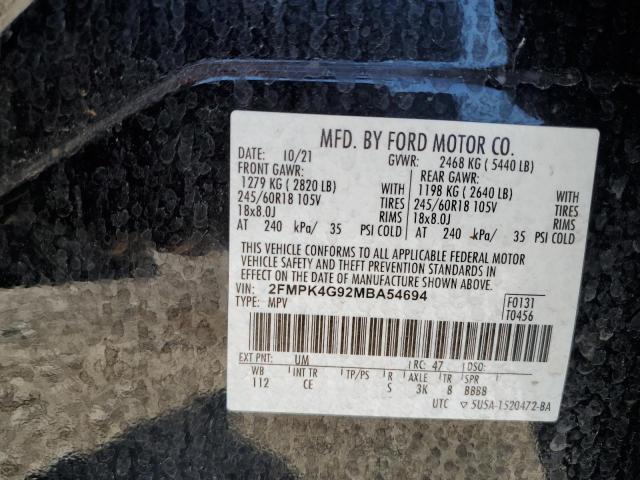 MFD. BY FORD MOTOR CO.
DATE: 10/21 GVWR: 2468 KG ( 5440 LB)
FRONT GAWR: REAR GAWR:
1279 KG ( 2820 LB) WITH 1198 KG ( 2640 LB) WITH
245/60R18 105V TIRES 245/60R18 105V TIRES
18x8.0J RIMS 18x8.0J RIMS
AT 240 kPa/ 35 PSI COLD AT 240 kPa/ 35 PSI COLD
THIS VEHICLE CONFORMS TO ALL APPLICABLE FEDERAL MOTOR
VEHICLE SAFETY AND THEFT PREVENTION STANDARDS IN
EFFECT ON THE DATE OF MANUFACTURE SHOWN ABOVE.
VIN: 2FMPK4G92MBA54694
TYPE: MPV
F0131
T0456
EXT PNT: UM RC: 47 DSO:
WB INT TR TP/PS R AXLE TR SPR
112 CE S 3K 8 BBBB
UTC ▽ 5USA-1520472-BA